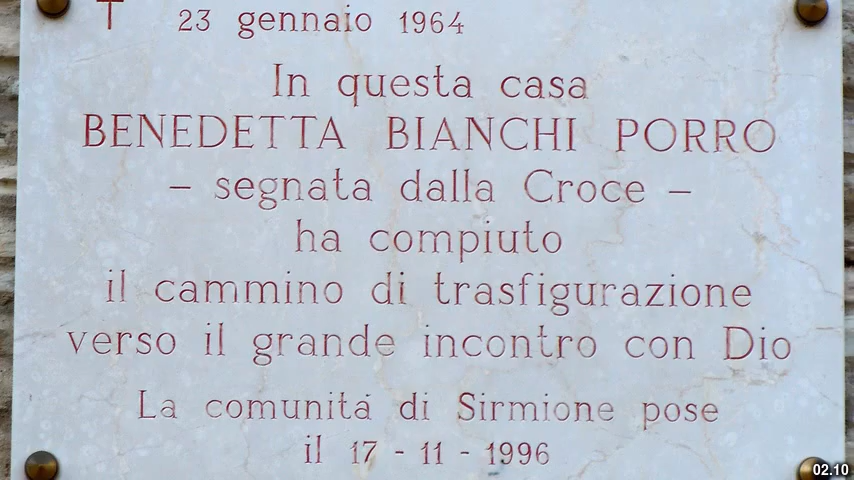 † 23 gennaio 1964
In questa casa
BENEDETTA BIANCHI PORRO
– segnata dalla Croce –
ha compiuto
il cammino di trasfigurazione
verso il grande incontro con Dio
La comunitá di Sirmione pose
il 17 - 11 - 1996
02.10